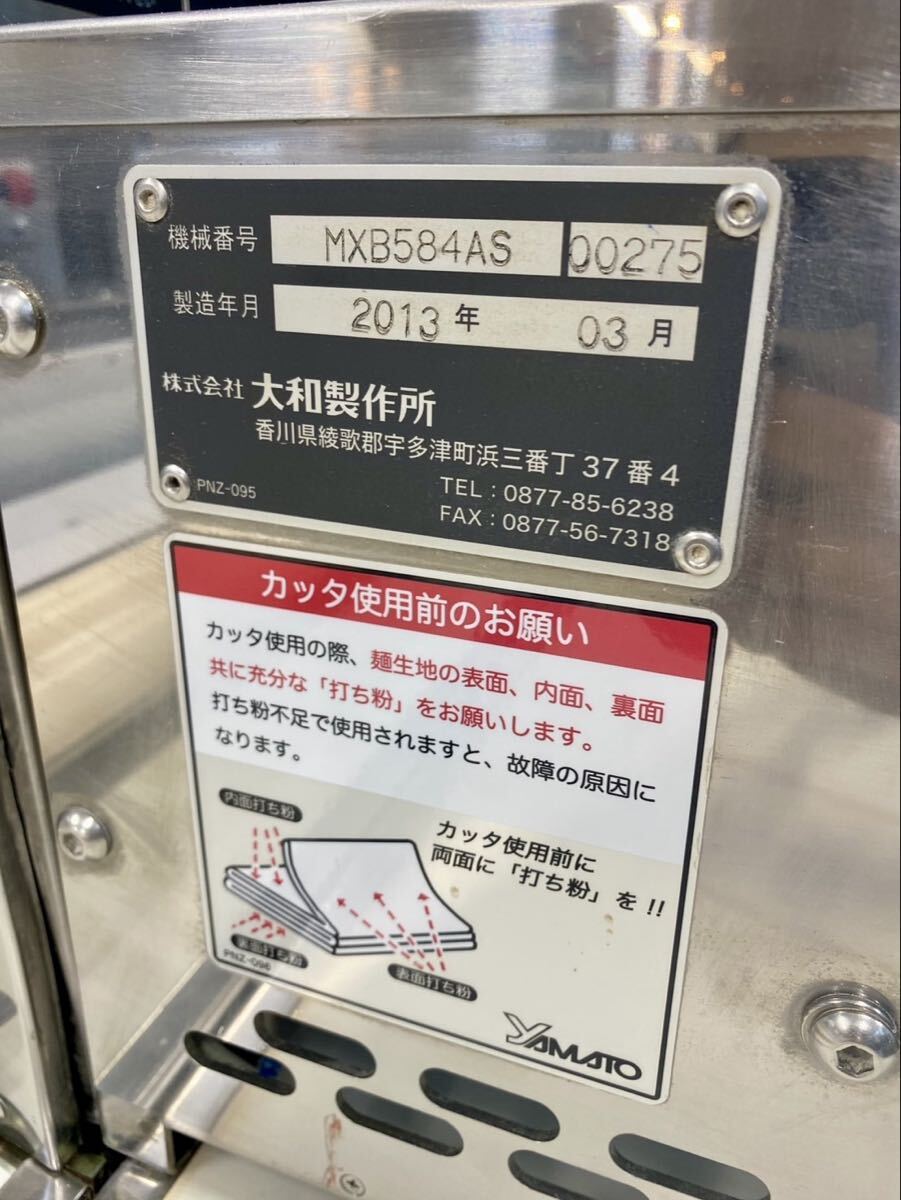 機械番号 MXB584AS 00275
製造年月 2013 年 03 月
株式会社 大和製作所
香川県綾歌郡宇多津町浜三番丁 37 番 4
TEL : 0877-85-6238
PNZ-095
FAX : 0877-56-7318
カッタ使用前のお願い
カッタ使用の際、麺生地の表面、内面、裏面
共に充分な「打ち粉」をお願いします。
打ち粉不足で使用されますと、故障の原因に
なります。
内面打ち粉
カッタ使用前に
両面に「打ち粉」を !!
裏面打ち粉
PNZ-096
表面打ち粉
YAMATO